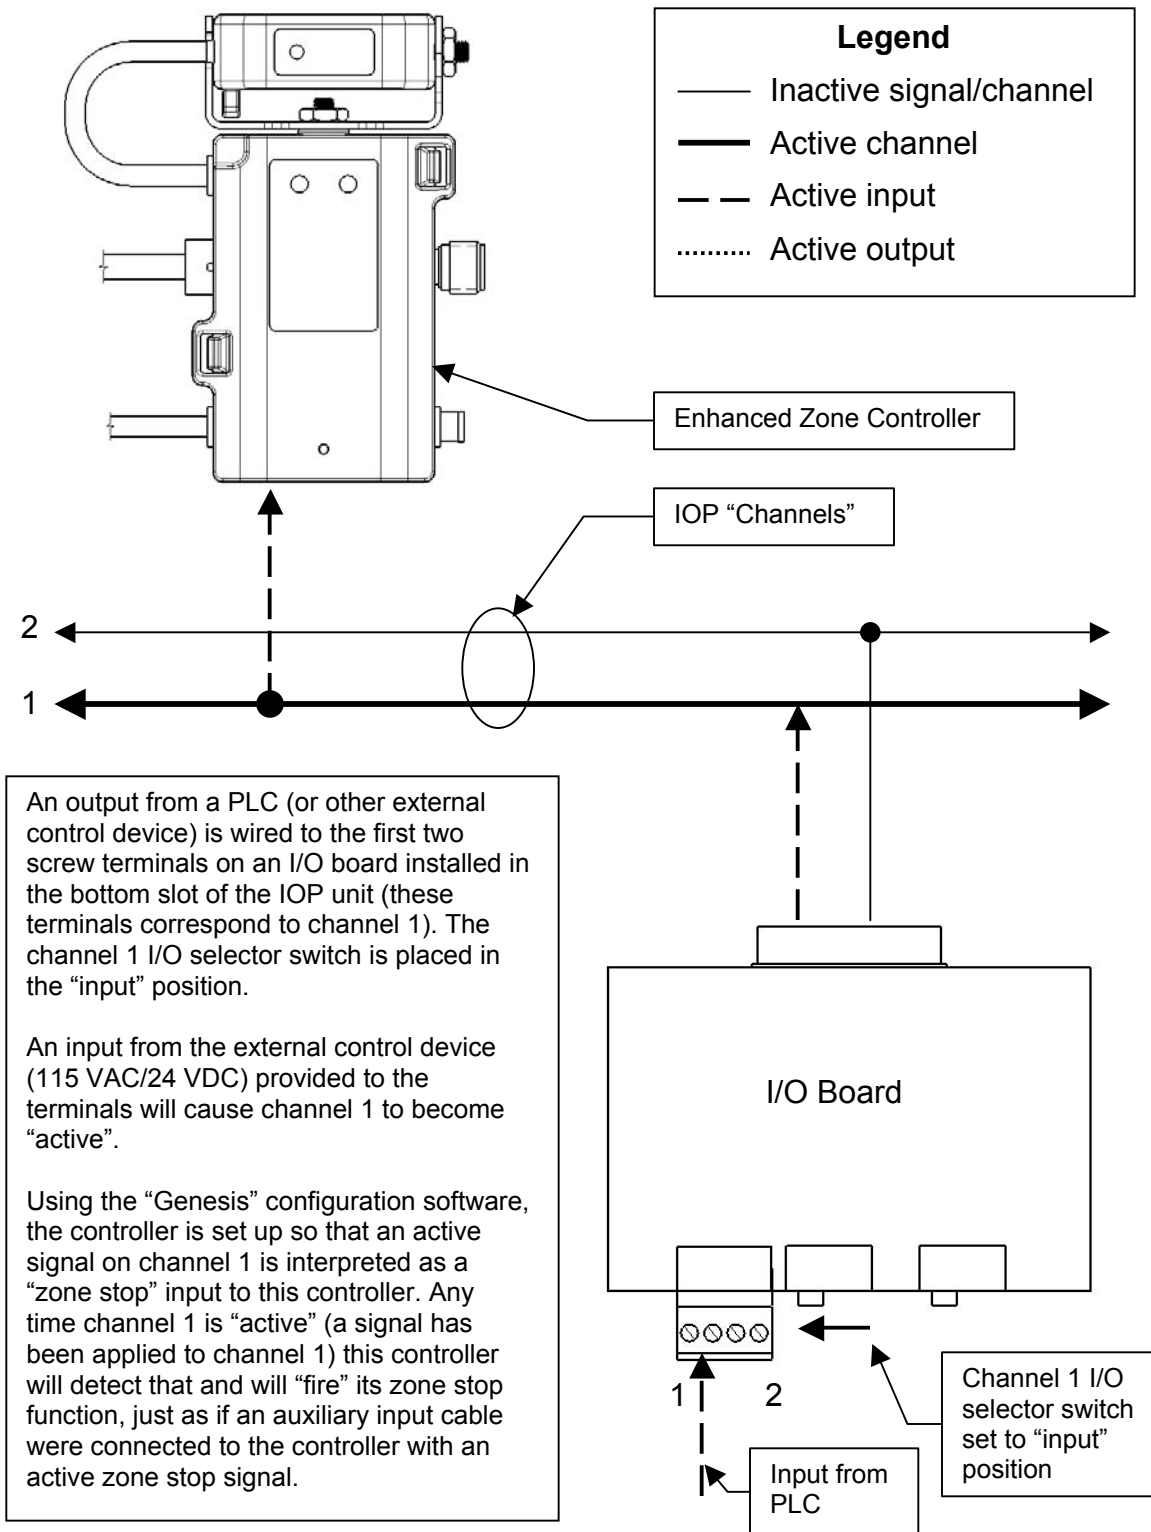 Legend
Inactive signal/channel
Active channel
Active input
Active output
Enhanced Zone Controller
IOP “Channels”
2
1
An output from a PLC (or other external
control device) is wired to the first two
screw terminals on an I/O board installed in
the bottom slot of the IOP unit (these
terminals correspond to channel 1). The
channel 1 I/O selector switch is placed in
the “input” position.
An input from the external control device
(115 VAC/24 VDC) provided to the
terminals will cause channel 1 to become
“active”.
Using the “Genesis” configuration software,
the controller is set up so that an active
signal on channel 1 is interpreted as a
“zone stop” input to this controller. Any
time channel 1 is “active” (a signal has
been applied to channel 1) this controller
will detect that and will “fire” its zone stop
function, just as if an auxiliary input cable
were connected to the controller with an
active zone stop signal.
I/O Board
1 2
Channel 1 I/O
selector switch
set to “input”
position
Input from
PLC